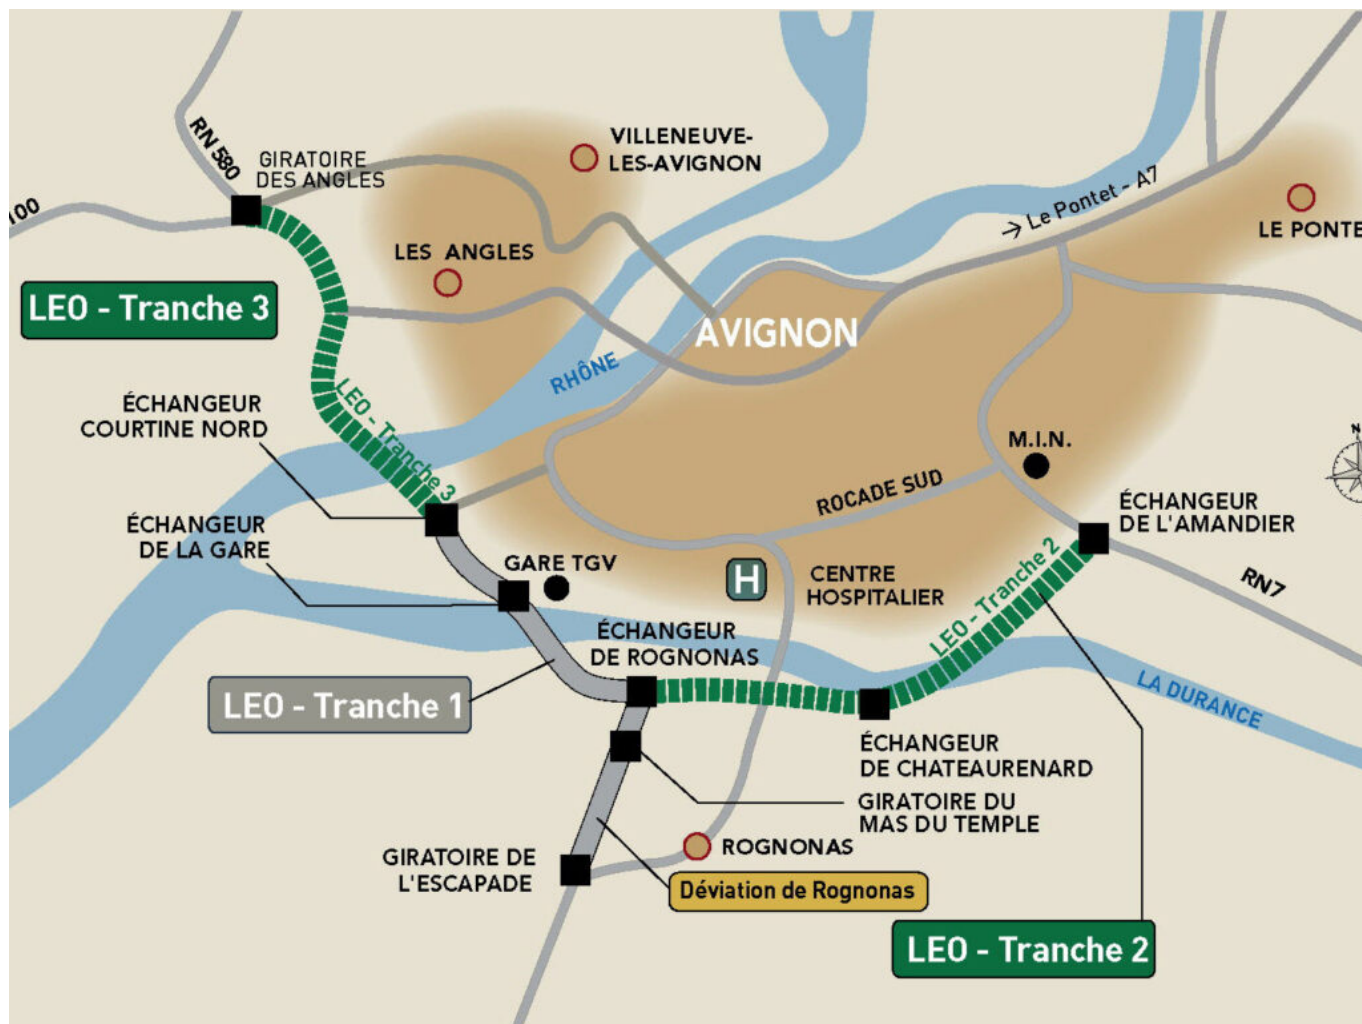 VILLENEUVE-
LES-AVIGNON
RN 580
GIRATOIRE
DES ANGLES
100
Le Pontet - A7
LE PONTE
LES ANGLES
LEO - Tranche 3
AVIGNON
RHÔNE
ÉCHANGEUR
COURTINE NORD
LEO - Tranche 3
N
M.I.N.
ROCADE SUD
ÉCHANGEUR
DE L'AMANDIER
ÉCHANGEUR
DE LA GARE
GARE TGV
H
CENTRE
HOSPITALIER
LEO - Tranche 2
RN7
ÉCHANGEUR
DE ROGNONAS
LEO - Tranche 1
LA DURANCE
ÉCHANGEUR
DE CHATEAURENARD
GIRATOIRE DU
MAS DU TEMPLE
ROGNONAS
GIRATOIRE DE
L'ESCAPADE
Déviation de Rognonas
LEO - Tranche 2